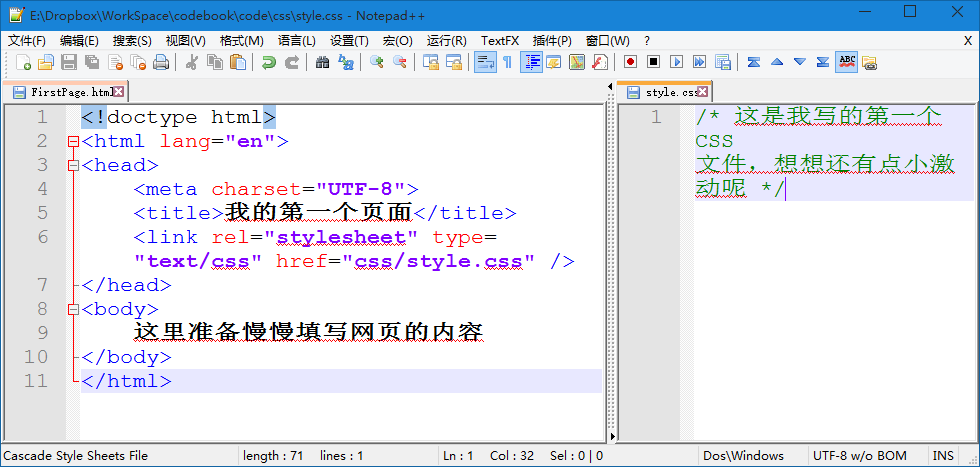 E:\Dropbox\WorkSpace\codebook\code\css\style.css - Notepad++
文件(F) 编辑(E) 搜索(S) 视图(V) 格式(M) 语言(L) 设置(T) 宏(O) 运行(R) TextFX 插件(P) 窗口(W) ? X
ABC
FirstPage.html
style.css
1 <!doctype html>
2 <html lang="en">
3 <head>
4 <meta charset="UTF-8">
5 <title>我的第一个页面</title>
6 <link rel="stylesheet" type=
"text/css" href="css/style.css" />
7 </head>
8 <body>
9 这里准备慢慢填写网页的内容
10 </body>
11 </html>
1 /* 这是我写的第一个
CSS
文件，想想还有点小激
动呢 */
Cascade Style Sheets File length : 71 lines : 1 Ln : 1 Col : 32 Sel : 0 | 0 Dos\Windows UTF-8 w/o BOM INS